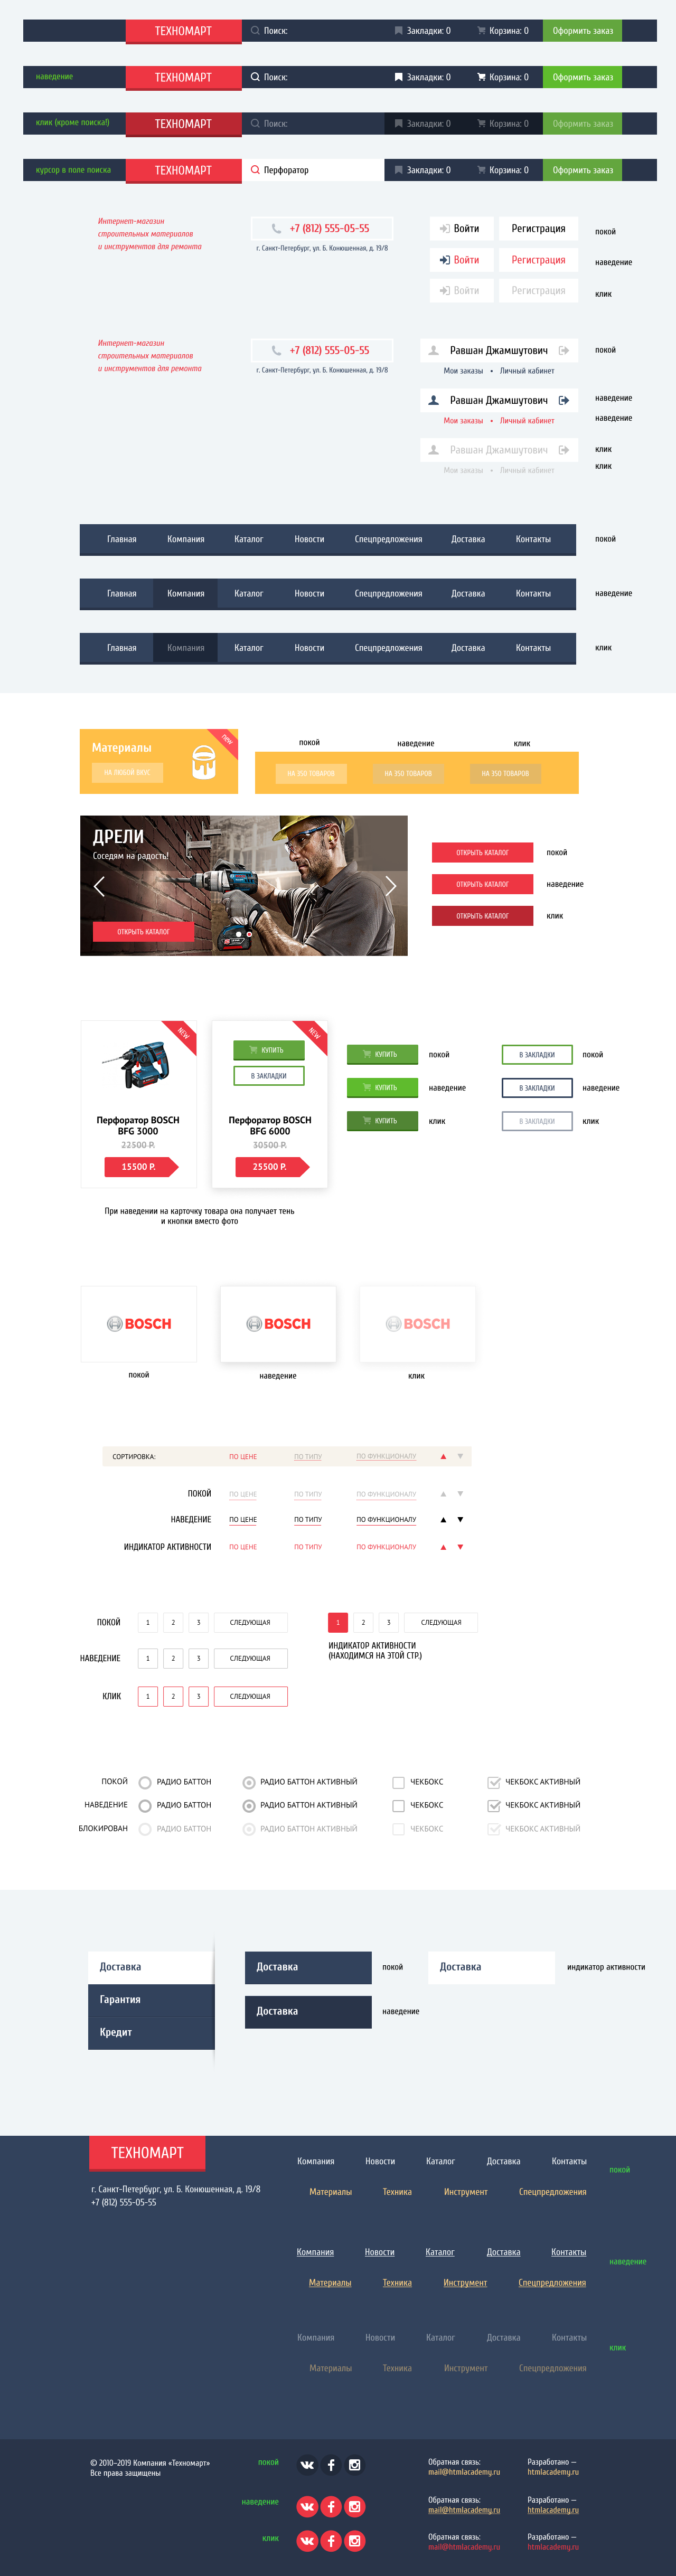 ТЕХНОМАРТ Поиск: Закладки: 0 Корзина: 0 Оформить заказ
наведение ТЕХНОМАРТ Поиск: Закладки: 0 Корзина: 0 Оформить заказ
клик (кроме поиска!) ТЕХНОМАРТ Поиск: Закладки: 0 Корзина: 0 Оформить заказ
курсор в поле поиска ТЕХНОМАРТ Перфоратор Закладки: 0 Корзина: 0 Оформить заказ
Интернет-магазин
строительных материалов
и инструментов для ремонта
+7 (812) 555-05-55
г. Санкт-Петербург, ул. Б. Конюшенная, д. 19/8
Войти Регистрация покой
Войти Регистрация наведение
Войти Регистрация клик
Интернет-магазин
строительных материалов
и инструментов для ремонта
+7 (812) 555-05-55
г. Санкт-Петербург, ул. Б. Конюшенная, д. 19/8
Равшан Джамшутович покой
Мои заказы • Личный кабинет
Равшан Джамшутович наведение
Мои заказы • Личный кабинет наведение
Равшан Джамшутович клик
Мои заказы • Личный кабинет клик
Главная Компания Каталог Новости Спецпредложения Доставка Контакты покой
Главная Компания Каталог Новости Спецпредложения Доставка Контакты наведение
Главная Компания Каталог Новости Спецпредложения Доставка Контакты клик
Материалы new
НА ЛЮБОЙ ВКУС
покой наведение клик
НА 350 ТОВАРОВ НА 350 ТОВАРОВ НА 350 ТОВАРОВ
ДРЕЛИ
Соседям на радость!
ОТКРЫТЬ КАТАЛОГ
ОТКРЫТЬ КАТАЛОГ покой
ОТКРЫТЬ КАТАЛОГ наведение
ОТКРЫТЬ КАТАЛОГ клик
NEW
Перфоратор BOSCH
BFG 3000
22500 Р.
15500 Р.
NEW
КУПИТЬ
В ЗАКЛАДКИ
Перфоратор BOSCH
BFG 6000
30500 Р.
25500 Р.
КУПИТЬ покой В ЗАКЛАДКИ покой
КУПИТЬ наведение В ЗАКЛАДКИ наведение
КУПИТЬ клик В ЗАКЛАДКИ клик
При наведении на карточку товара она получает тень
и кнопки вместо фото
BOSCH BOSCH BOSCH
покой наведение клик
СОРТИРОВКА: ПО ЦЕНЕ ПО ТИПУ ПО ФУНКЦИОНАЛУ
ПОКОЙ ПО ЦЕНЕ ПО ТИПИ ПО ФУНКЦИОНАЛУ
НАВЕДЕНИЕ ПО ЦЕНЕ ПО ТИПУ ПО ФУНКЦИОНАЛУ
ИНДИКАТОР АКТИВНОСТИ ПО ЦЕНЕ ПО ТИПУ ПО ФУНКЦИОНАЛУ
ПОКОЙ 1 2 3 СЛЕДУЮЩАЯ 1 2 3 СЛЕДУЮЩАЯ
ИНДИКАТОР АКТИВНОСТИ
(НАХОДИМСЯ НА ЭТОЙ СТР.)
НАВЕДЕНИЕ 1 2 3 СЛЕДУЮЩАЯ
КЛИК 1 2 3 СЛЕДУЮЩАЯ
ПОКОЙ РАДИО БАТТОН РАДИО БАТТОН АКТИВНЫЙ ЧЕКБОКС ЧЕКБОКС АКТИВНЫЙ
НАВЕДЕНИЕ РАДИО БАТТОН РАДИО БАТТОН АКТИВНЫЙ ЧЕКБОКС ЧЕКБОКС АКТИВНЫЙ
БЛОКИРОВАН РАДИО БАТТОН РАДИО БАТТОН АКТИВНЫЙ ЧЕКБОКС ЧЕКБОКС АКТИВНЫЙ
Доставка
Гарантия
Кредит
Доставка покой Доставка индикатор активности
Доставка наведение
ТЕХНОМАРТ
г. Санкт-Петербург, ул. Б. Конюшенная, д. 19/8
+7 (812) 555-05-55
Компания Новости Каталог Доставка Контакты
покой
Материалы Техника Инструмент Спецпредложения
Компания Новости Каталог Доставка Контакты
наведение
Материалы Техника Инструмент Спецпредложения
Компания Новости Каталог Доставка Контакты
клик
Материалы Техника Инструмент Спецпредложения
© 2010–2019 Компания «Техномарт»
Все права защищены
покой
Обратная связь:
mail@htmlacademy.ru
Разработано —
htmlacademy.ru
наведение
Обратная связь:
mail@htmlacademy.ru
Разработано —
htmlacademy.ru
клик
Обратная связь:
mail@htmlacademy.ru
Разработано —
htmlacademy.ru